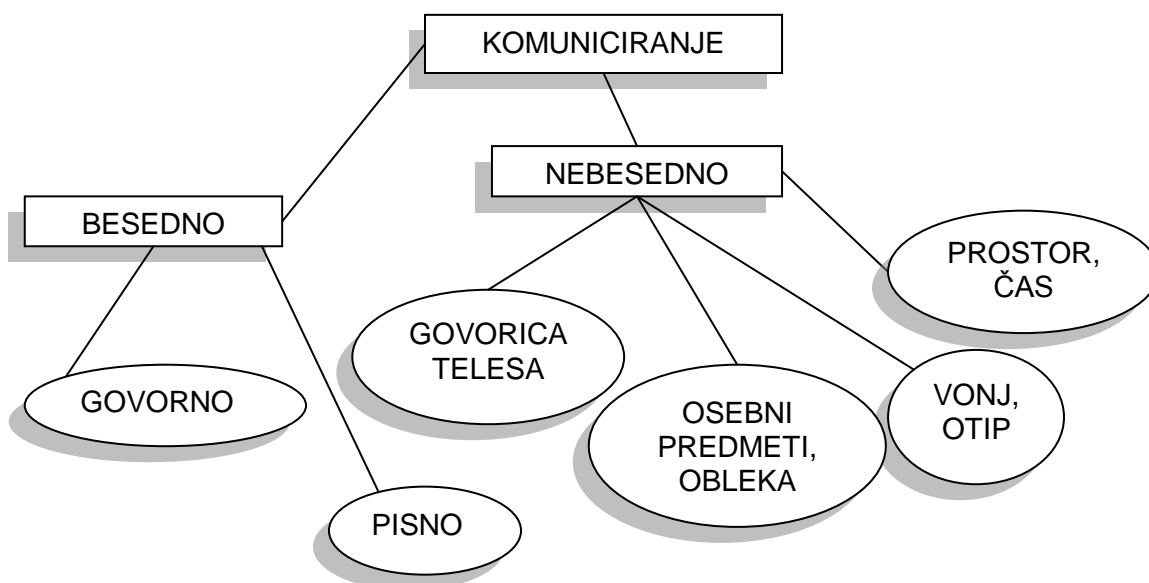 KOMUNICIRANJE
NEBESEDNO
BESEDNO
PROSTOR,
ČAS
GOVORICA
TELESA
VONJ,
OTIP
GOVORNO
OSEBNI
PREDMETI,
OBLEKA
PISNO